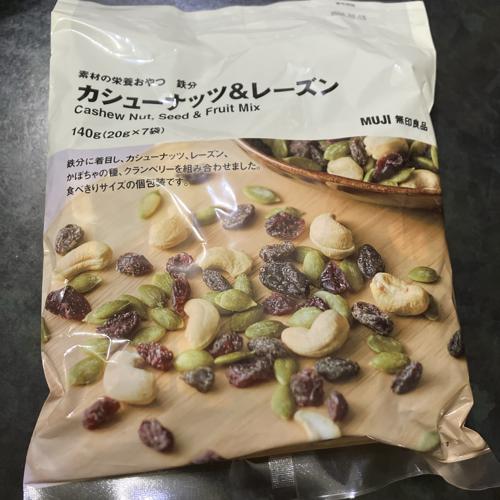 素材の栄養おやつ 鉄分
カシューナッツ&レーズン
Cashew Nut, Seed & Fruit Mix
140g(20g×7袋)
MUJI 無印良品
鉄分に着目し、カシューナッツ、レーズン、
かぼちゃの種、クランベリーを組み合わせました。
食べきりサイズの個包装です。